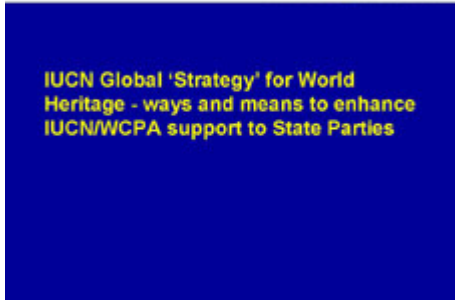 IUCN Global ‘Strategy’ for World
Heritage - ways and means to enhance
IUCN/WCPA support to State Parties